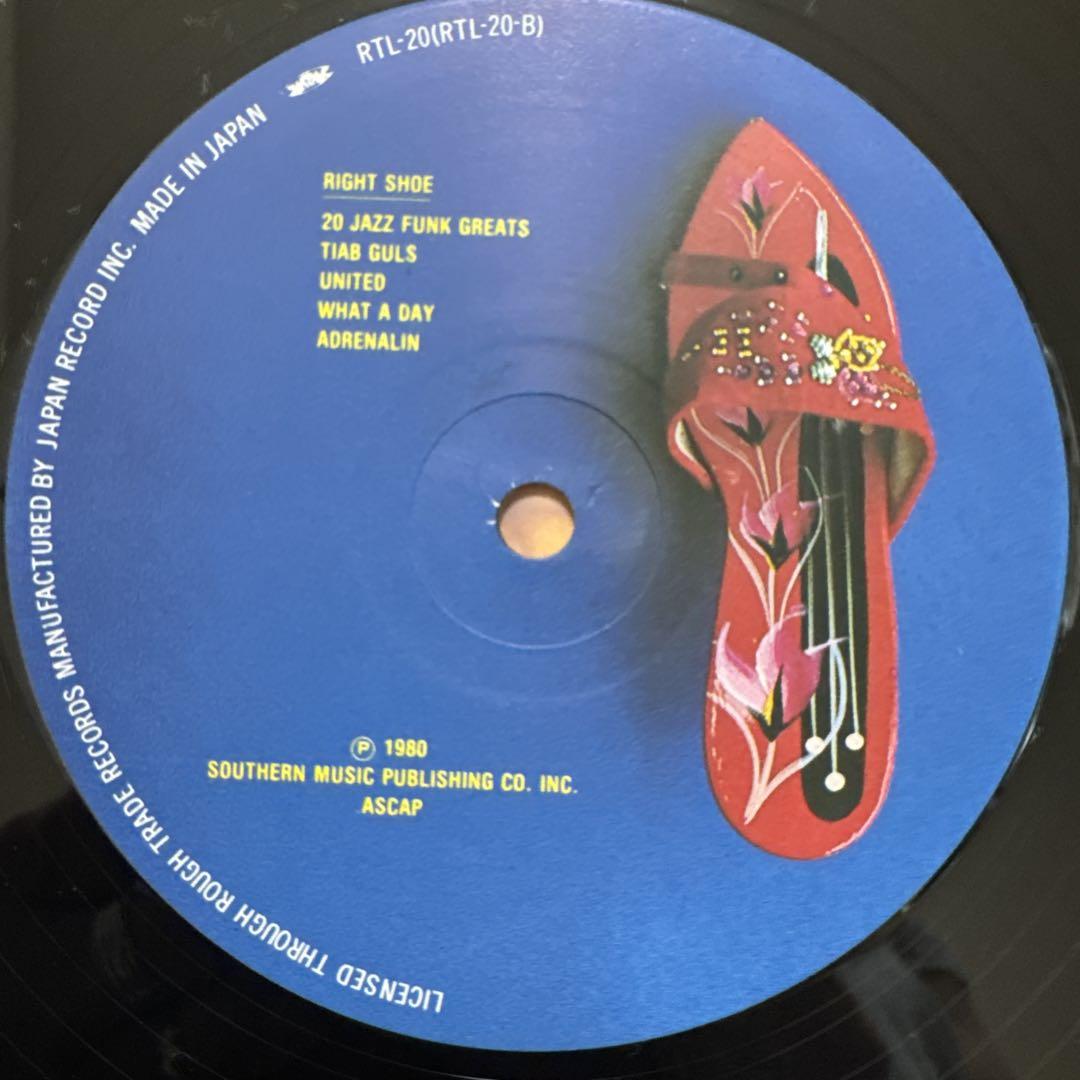 RTL-20(RTL-20-B)
RIGHT SHOE
20 JAZZ FUNK GREATS
TIAB GULS
UNITED
WHAT A DAY
ADRENALIN
Ⓟ 1980
SOUTHERN MUSIC PUBLISHING CO. INC.
ASCAP
LICENSED THROUGH ROUGH TRADE RECORDS MANUFACTURED BY JAPAN RECORD INC. MADE IN JAPAN